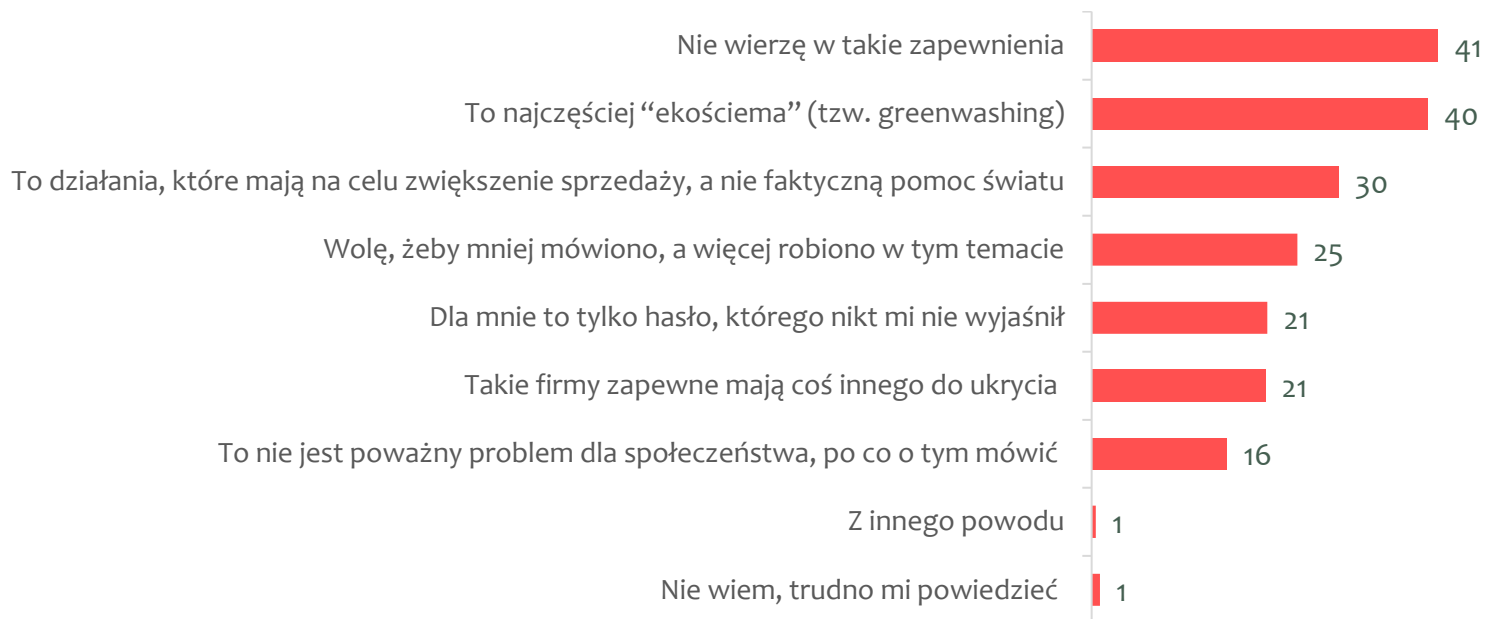 Nie wierzę w takie zapewnienia 41
To najczęściej “ekościema” (tzw. greenwashing) 40
To działania, które mają na celu zwiększenie sprzedaży, a nie faktyczną pomoc światu 30
Wolę, żeby mniej mówiono, a więcej robiono w tym temacie 25
Dla mnie to tylko hasło, którego nikt mi nie wyjaśnił 21
Takie firmy zapewne mają coś innego do ukrycia 21
To nie jest poważny problem dla społeczeństwa, po co o tym mówić 16
Z innego powodu 1
Nie wiem, trudno mi powiedzieć 1